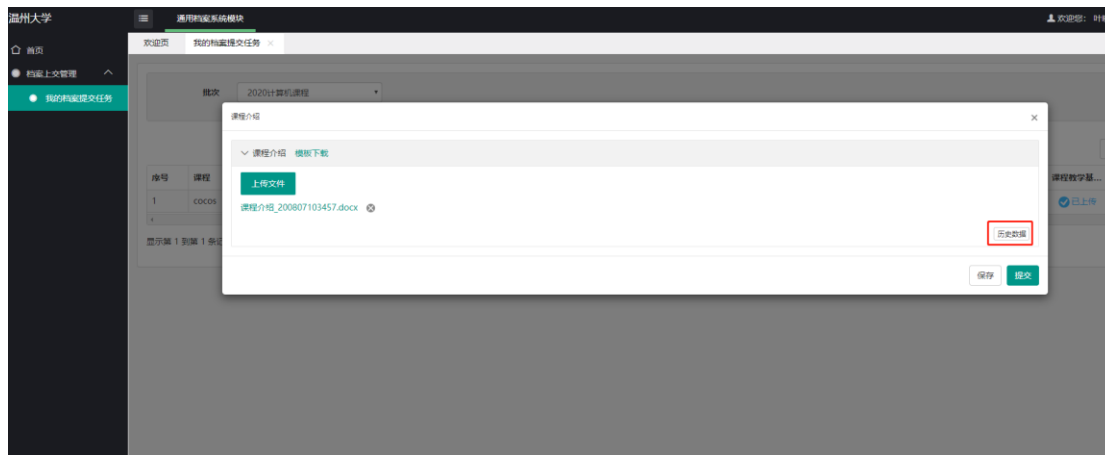 温州大学
通用档案系统模块
欢迎您：
首页
欢迎页 我的档案提交任务 ×
档案上交管理
我的档案提交任务
批次 2020计算机课程
课程介绍 ×
课程介绍 模板下载
序号 课程 课程教学基...
上传文件
1 cocos 已上传
课程介绍_200807103457.docx
历史数据
显示第 1 到第 1 条记
保存 提交